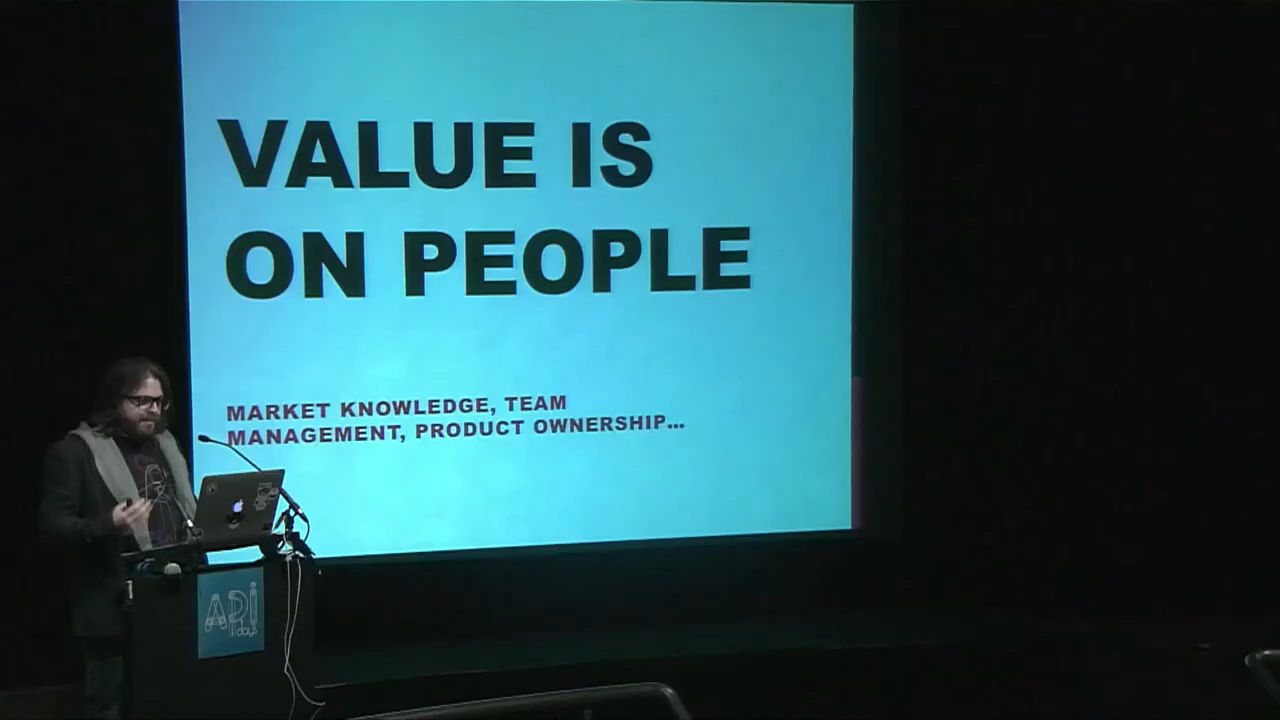 VALUE IS
ON PEOPLE
MARKET KNOWLEDGE, TEAM
MANAGEMENT, PRODUCT OWNERSHIP...
API
days